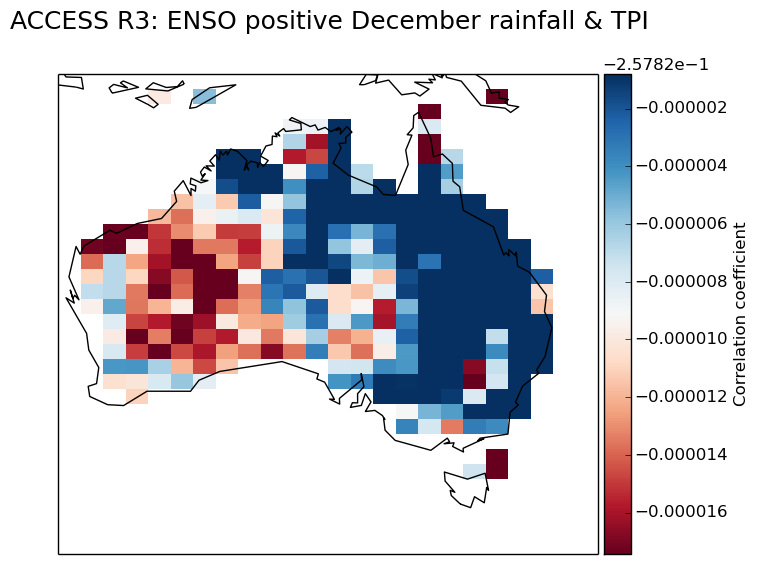 ACCESS R3: ENSO positive December rainfall & TPI
−2.5782e−1
−0.000002
−0.000004
−0.000006
−0.000008
−0.000010
−0.000012
−0.000014
−0.000016
Correlation coefficient